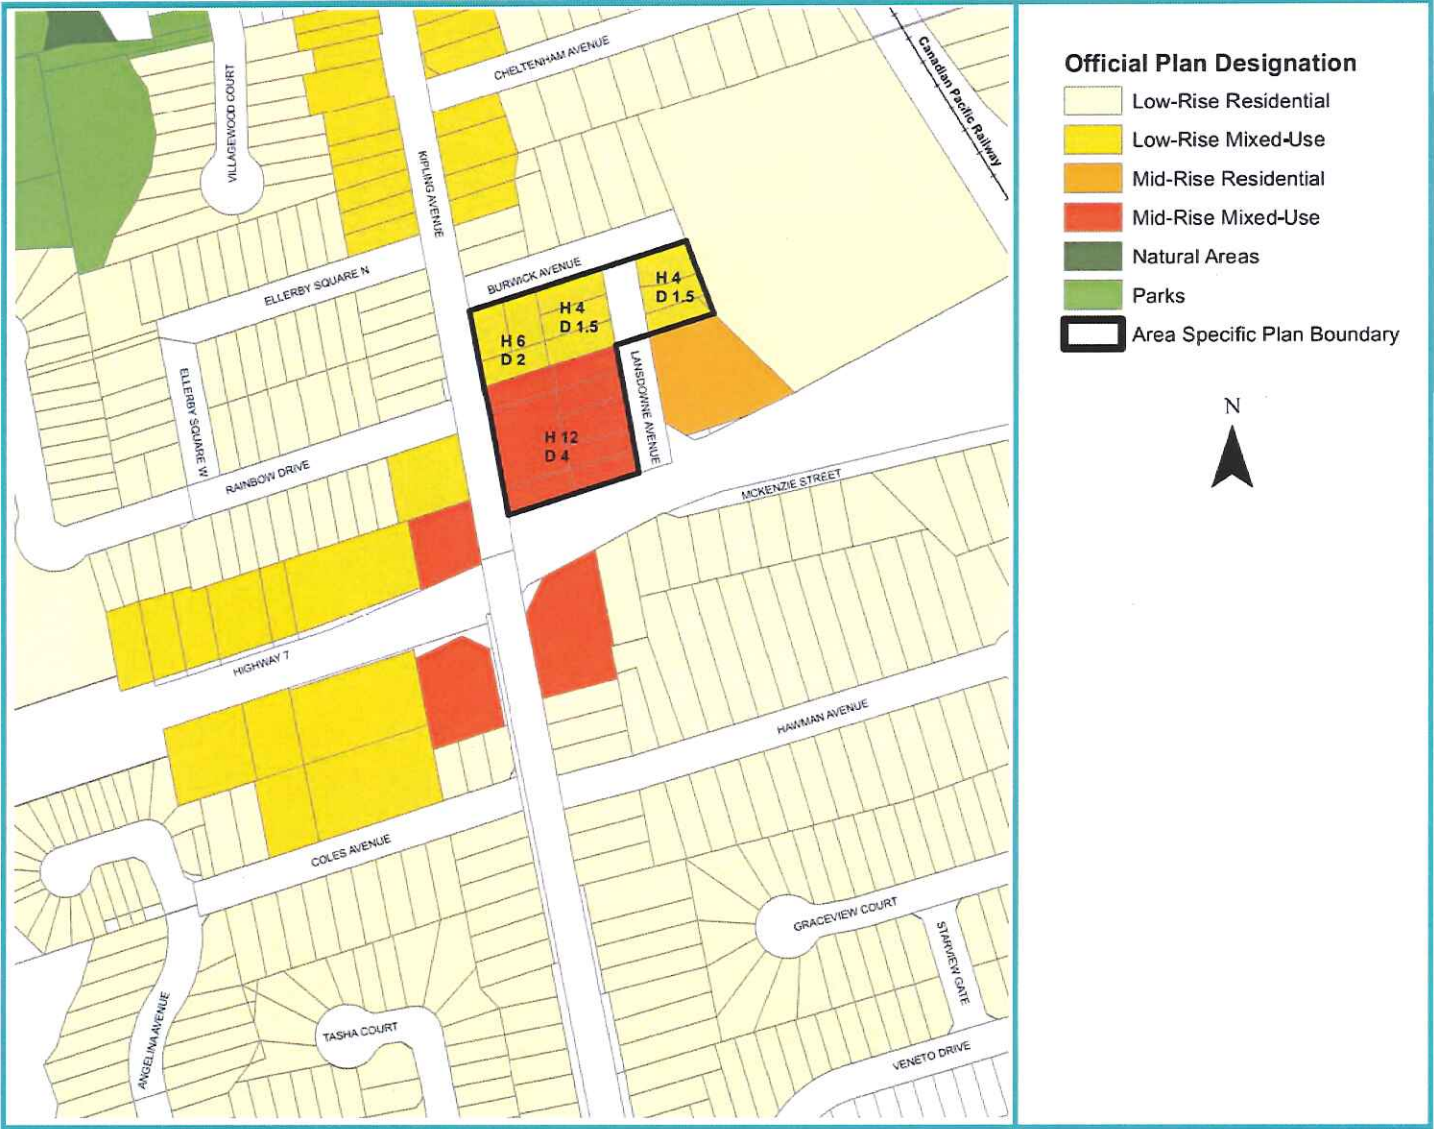 CHELTENHAM AVENUE
Canadian Pacific Railway
VILLAGEWOOD COURT
KIPLING AVENUE
ELLERBY SQUARE N
BURWICK AVENUE
H 4
D 1.5
H 4
D 1.5
H 6
D 2
LANSDOWNE AVENUE
ELLERBY SQUARE W
H 12
D 4
RAINBOW DRIVE
MCKENZIE STREET
HIGHWAY 7
HAWMAN AVENUE
COLES AVENUE
GRACEVIEW COURT
STARVIEW GATE
ANGELINA AVENUE
TASHA COURT
VENETO DRIVE
Official Plan Designation
Low-Rise Residential
Low-Rise Mixed-Use
Mid-Rise Residential
Mid-Rise Mixed-Use
Natural Areas
Parks
Area Specific Plan Boundary
N